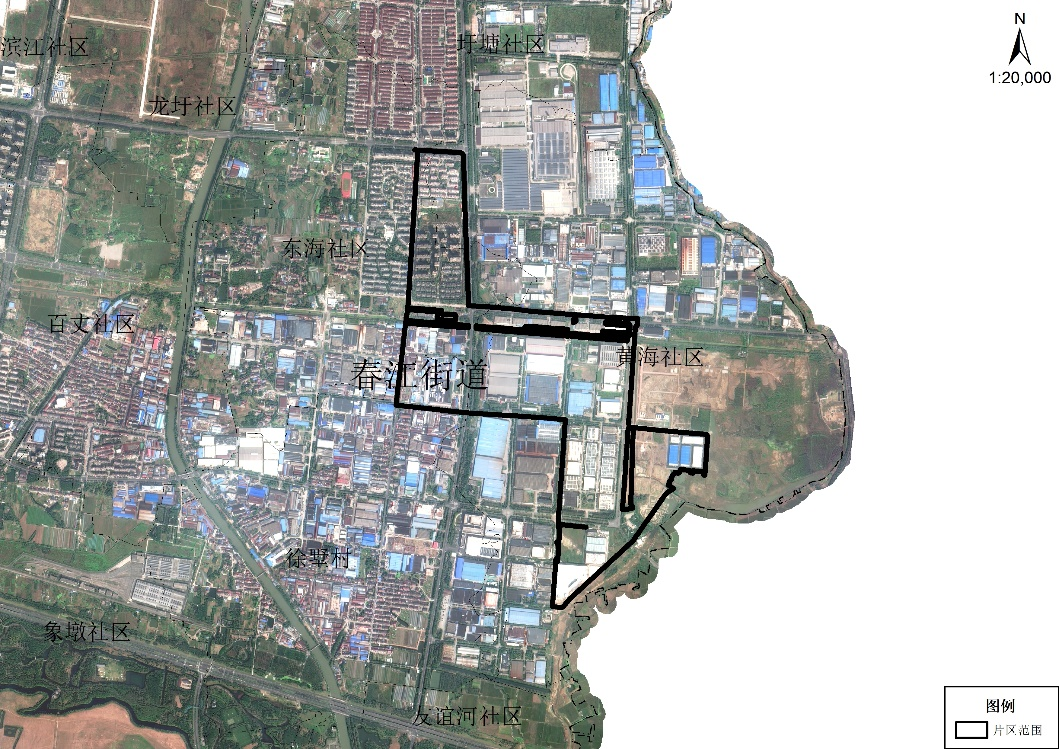 N
1:20,000
滨江社区
圩塘社区
龙圩社区
东海社区
百丈社区
黄海社区
春江街道
徐墅村
象墩社区
友谊河社区
图例
片区范围